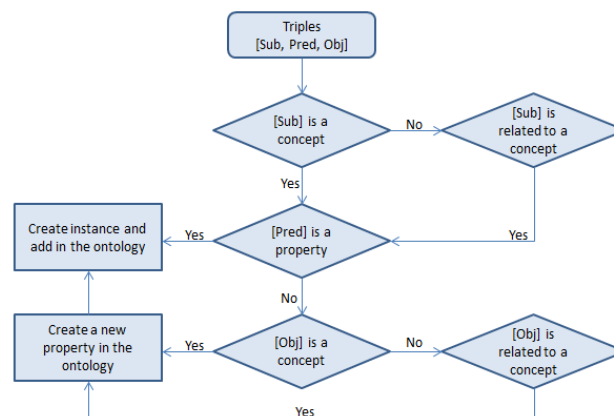 Triples
[Sub, Pred, Obj]
[Sub] is a
concept
No
[Sub] is
related to a
concept
Yes
Create instance and
add in the ontology
Yes
[Pred] is a
property
Yes
No
Create a new
property in the
ontology
Yes
[Obj] is a
concept
No
[Obj] is
related to a
concept
Yes